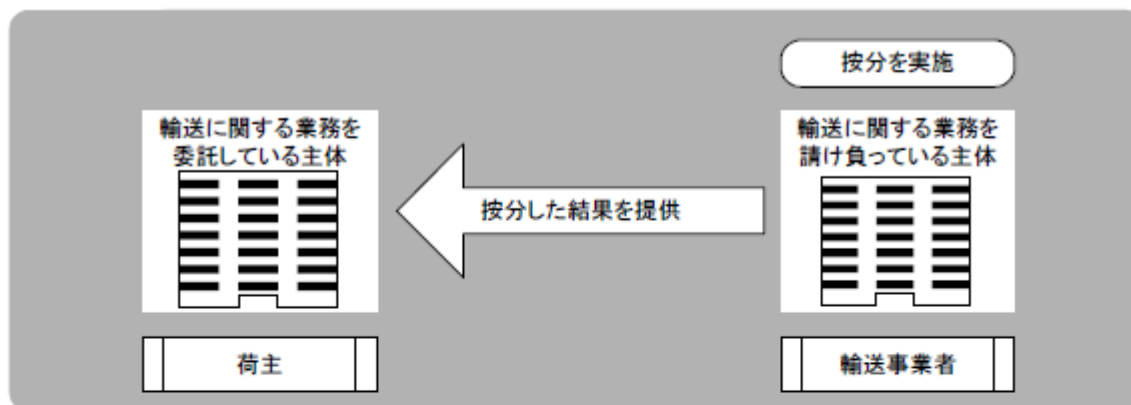 按分を実施
輸送に関する業務を
委託している主体
輸送に関する業務を
請け負っている主体
按分した結果を提供
荷主
輸送事業者